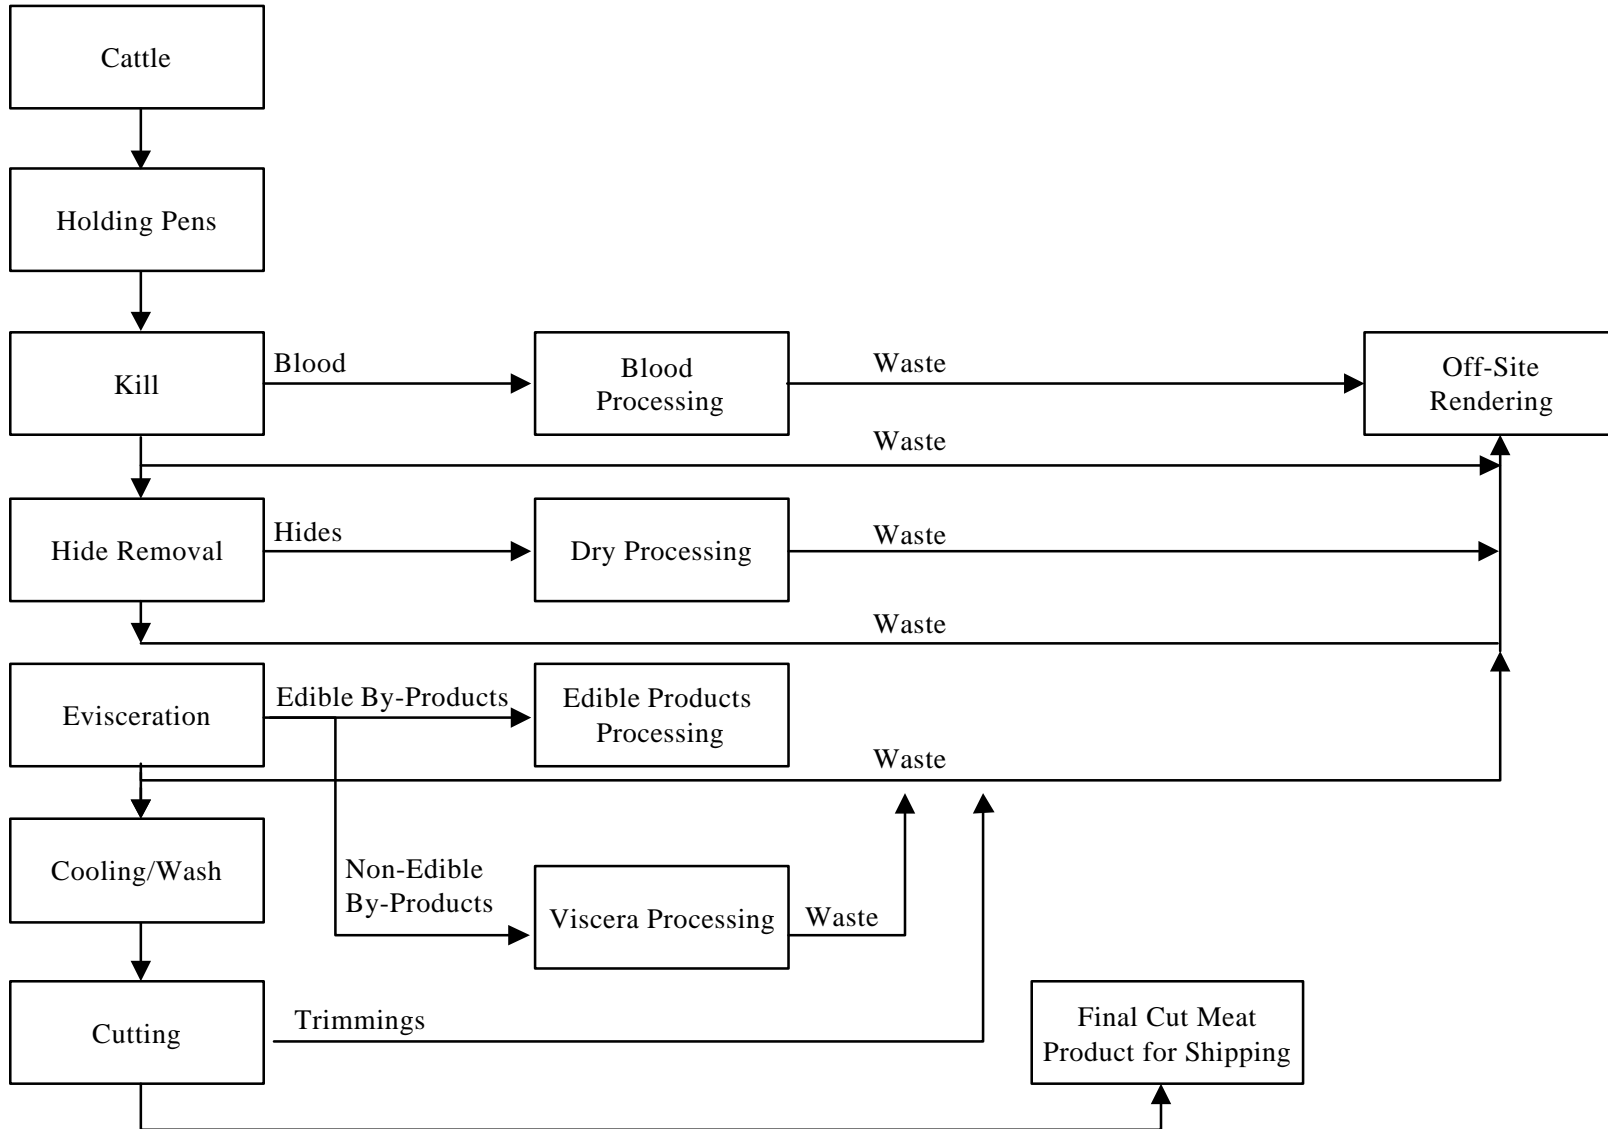 Cattle
Holding Pens
Kill
Blood
Blood
Processing
Waste
Off-Site
Rendering
Waste
Hide Removal
Hides
Dry Processing
Waste
Waste
Evisceration
Edible By-Products
Edible Products
Processing
Waste
Cooling/Wash
Non-Edible
By-Products
Viscera Processing
Waste
Cutting
Trimmings
Final Cut Meat
Product for Shipping